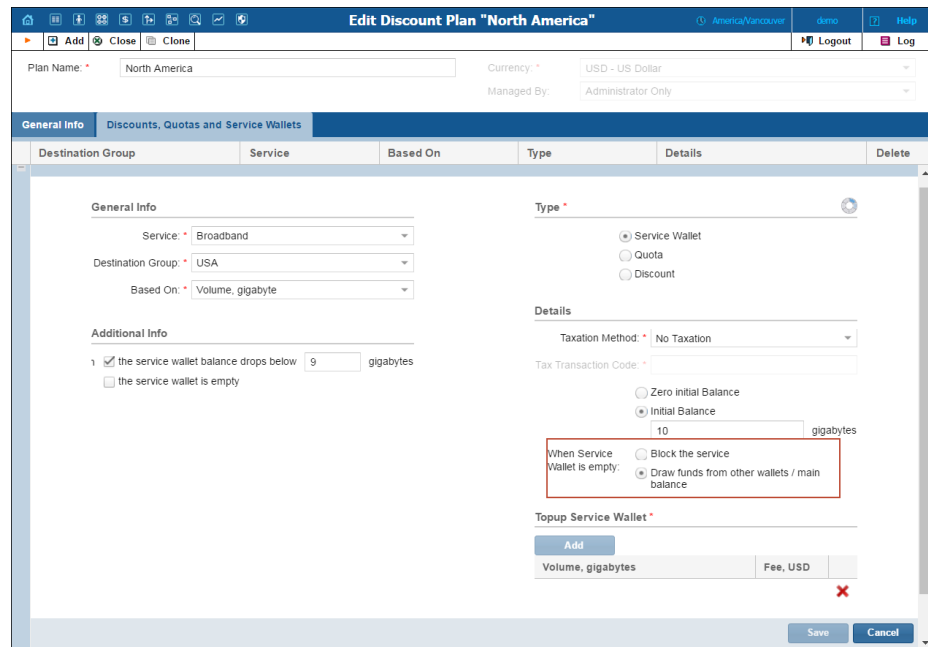 Edit Discount Plan "North America"
America/Vancouver
demo
Help
Add
Close
Clone
Logout
Log
Plan Name: *
North America
Currency: *
USD - US Dollar
Managed By:
Administrator Only
General Info
Discounts, Quotas and Service Wallets
Destination Group
Service
Based On
Type
Details
Delete
General Info
Service: *
Broadband
Destination Group: *
USA
Based On: *
Volume, gigabyte
Additional Info
the service wallet balance drops below
9
gigabytes
the service wallet is empty
Type *
Service Wallet
Quota
Discount
Details
Taxation Method: *
No Taxation
Tax Transaction Code: *
Zero initial Balance
Initial Balance
10
gigabytes
When Service
Wallet is empty:
Block the service
Draw funds from other wallets / main
balance
Topup Service Wallet *
Add
Volume, gigabytes
Fee, USD
Save
Cancel